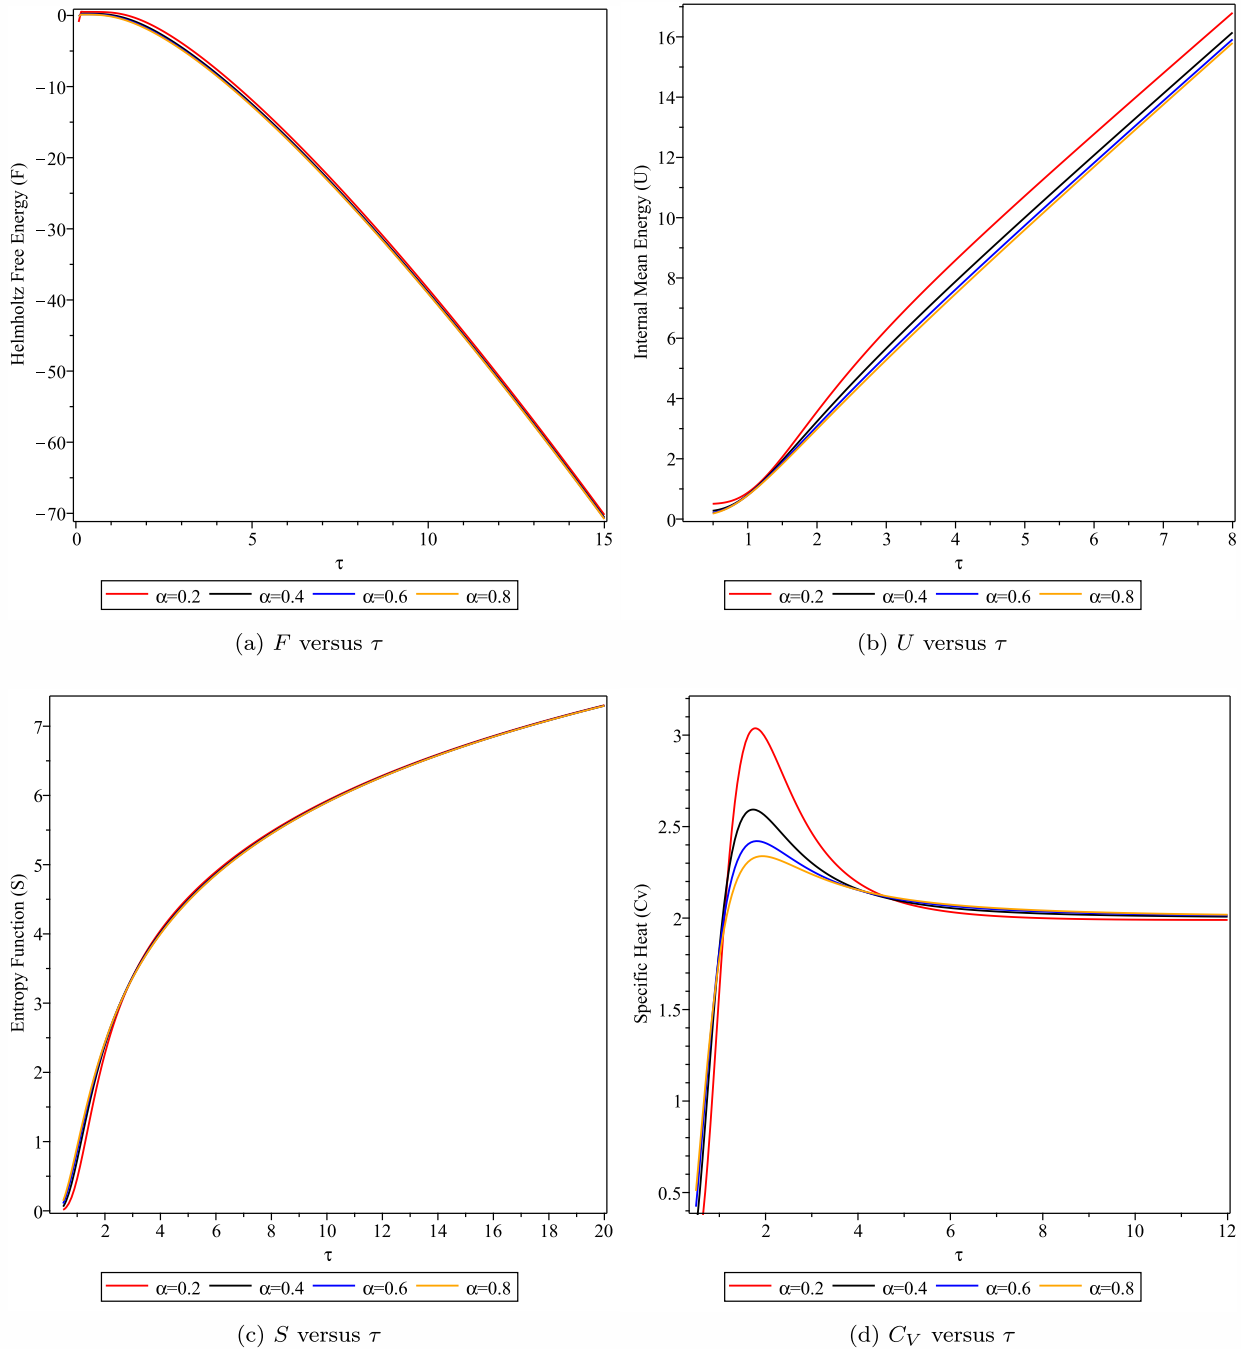 Helmholtz Free Energy (F)
0
−10
−20
−30
−40
−50
−60
−70
0 5 10 15
τ
α=0.2 α=0.4 α=0.6 α=0.8
(a) F versus τ
Internal Mean Energy (U)
16
14
12
10
8
6
4
2
0
1 2 3 4 5 6 7 8
τ
α=0.2 α=0.4 α=0.6 α=0.8
(b) U versus τ
Entropy Function (S)
7
6
5
4
3
2
1
0
2 4 6 8 10 12 14 16 18 20
τ
α=0.2 α=0.4 α=0.6 α=0.8
(c) S versus τ
Specific Heat (Cv)
3
2.5
2
1.5
1
0.5
2 4 6 8 10 12
τ
α=0.2 α=0.4 α=0.6 α=0.8
(d) C_V versus τ